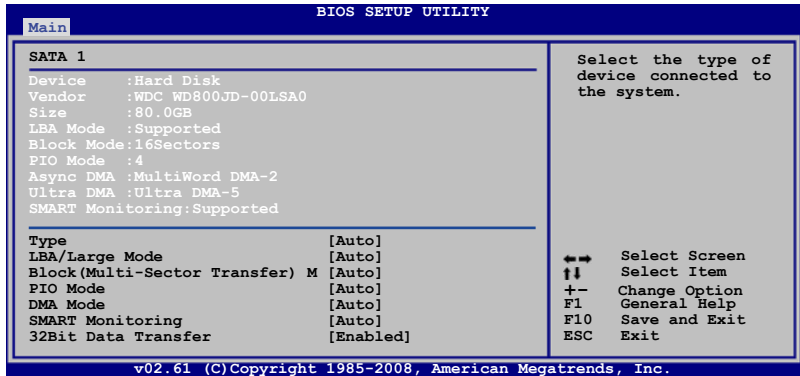 BIOS SETUP UTILITY
Main
SATA 1
Device :Hard Disk
Vendor :WDC WD800JD-00LSA0
Size :80.0GB
LBA Mode :Supported
Block Mode:16Sectors
PIO Mode :4
Async DMA :MultiWord DMA-2
Ultra DMA :Ultra DMA-5
SMART Monitoring:Supported
Type [Auto]
LBA/Large Mode [Auto]
Block(Multi-Sector Transfer) M [Auto]
PIO Mode [Auto]
DMA Mode [Auto]
SMART Monitoring [Auto]
32Bit Data Transfer [Enabled]
Select the type of
device connected to
the system.
←→ Select Screen
↑↓ Select Item
+- Change Option
F1 General Help
F10 Save and Exit
ESC Exit
v02.61 (C)Copyright 1985-2008, American Megatrends, Inc.